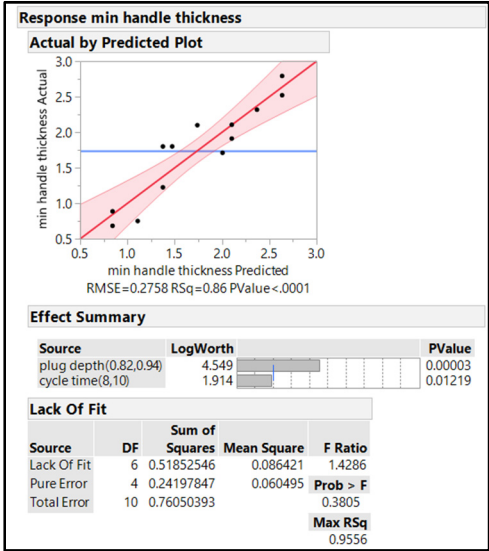 Response min handle thickness
Actual by Predicted Plot
min handle thickness Actual
3.0
2.5
2.0
1.5
1.0
0.5
0.5 1.0 1.5 2.0 2.5 3.0
min handle thickness Predicted
RMSE=0.2758 RSq=0.86 PValue<.0001
Effect Summary
Source LogWorth PValue
plug depth(0.82,0.94) 4.549 0.00003
cycle time(8,10) 1.914 0.01219
Lack Of Fit
Sum of
Source DF Squares Mean Square F Ratio
Lack Of Fit 6 0.51852546 0.086421 1.4286
Pure Error 4 0.24197847 0.060495 Prob > F
Total Error 10 0.76050393 0.3805
Max RSq
0.9556